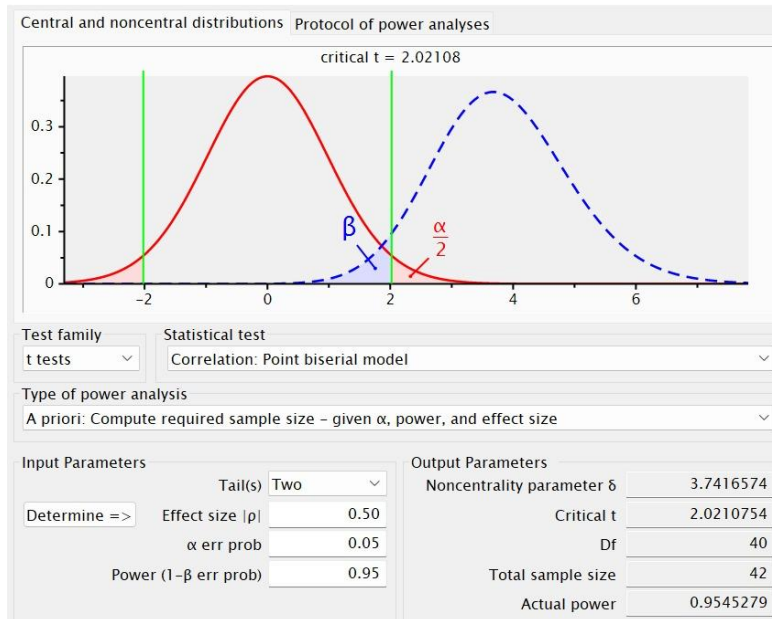 Central and noncentral distributions
Protocol of power analyses
critical t = 2.02108
0.3
0.2
0.1
0
β
α
2
−2
0
2
4
6
Test family
Statistical test
t tests
Correlation: Point biserial model
Type of power analysis
A priori: Compute required sample size – given α, power, and effect size
Input Parameters
Tail(s) Two
Determine => Effect size |ρ| 0.50
α err prob 0.05
Power (1−β err prob) 0.95
Output Parameters
Noncentrality parameter δ 3.7416574
Critical t 2.0210754
Df 40
Total sample size 42
Actual power 0.9545279